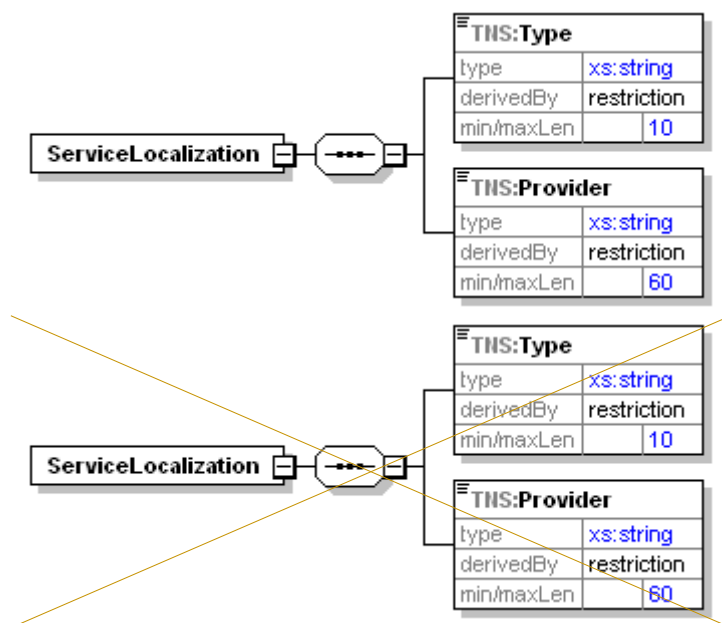 TNS:Type
type xs:string
derivedBy restriction
min/maxLen 10
ServiceLocalization
TNS:Provider
type xs:string
derivedBy restriction
min/maxLen 60
TNS:Type
type xs:string
derivedBy restriction
min/maxLen 10
ServiceLocalization
TNS:Provider
type xs:string
derivedBy restriction
min/maxLen 60